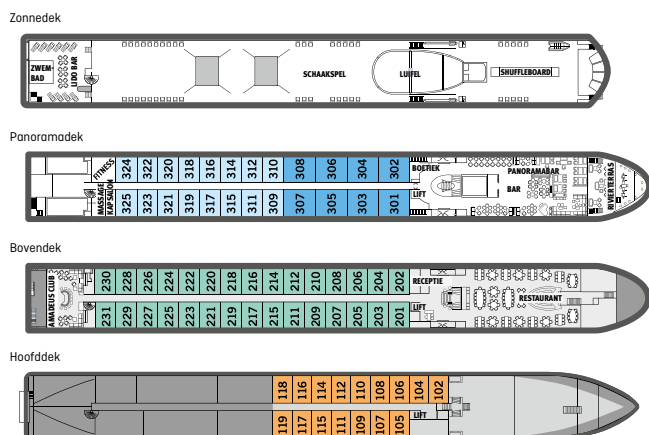 Zonnedek
ZWEM-
BAD
LIDO BAR
SCHAAKSPEL
LUIFEL
SHUFFLEBOARD
Panoramadek
FITNESS
324 322 320 318 316 314 312 310 308 306 304 302
BOETIEK
PANORAMABAR
BAR
RIVIERTERRAS
MASSAGE
KAPSALON
325 323 321 319 317 315 311 309 307 305 303 301
LIFT
Bovendek
AMADEUS CLUB
230 228 226 224 222 220 218 216 214 212 210 208 206 204 202
RECEPTIE
RESTAURANT
231 229 227 225 223 221 219 217 215 211 209 207 205 203 201
LIFT
Hoofddek
118 116 114 112 110 108 106 104 102
119 117 115 111 109 107 105
LIFT